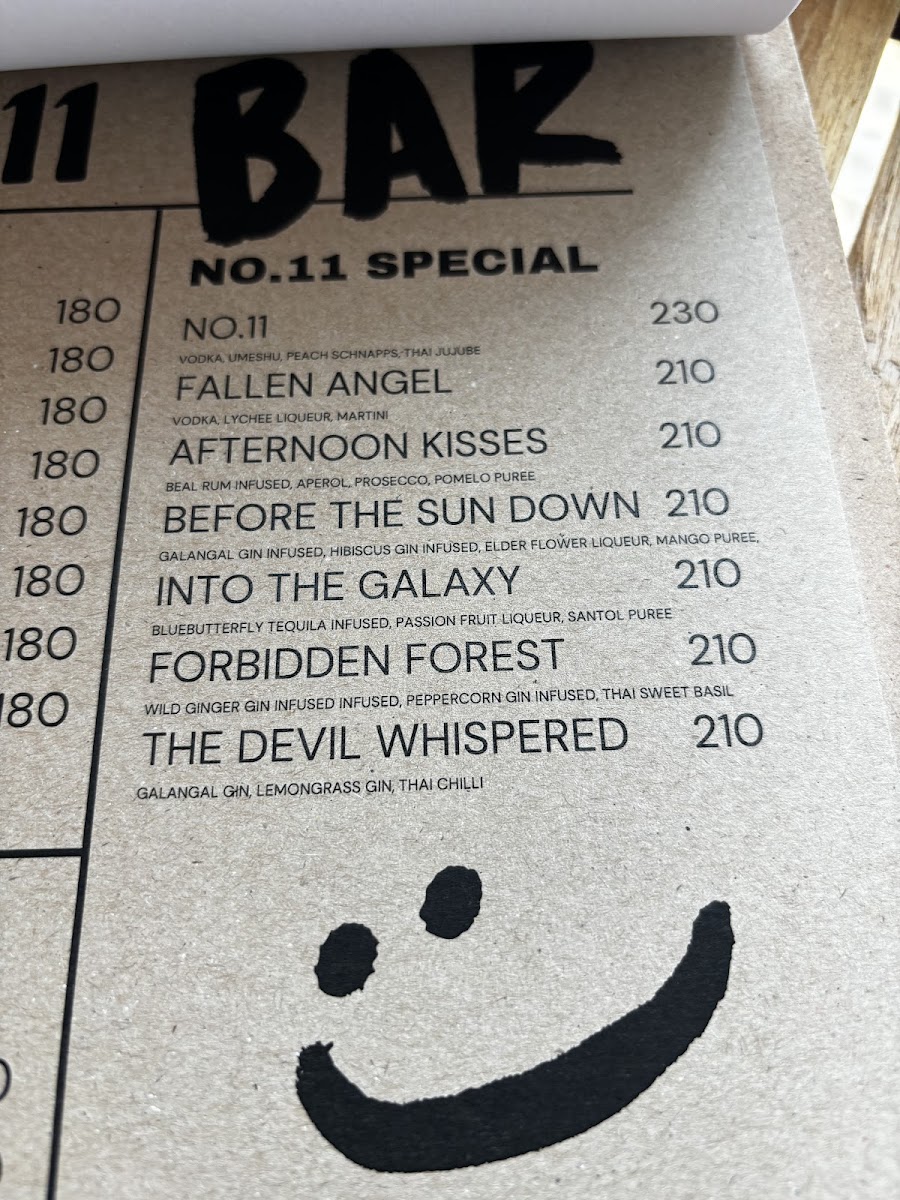 11 BAR
NO.11 SPECIAL
180
180
180
180
180
180
180
180
NO.11 230
VODKA, UMESHU, PEACH SCHNAPPS, THAI JUJUBE
FALLEN ANGEL 210
VODKA, LYCHEE LIQUEUR, MARTINI
AFTERNOON KISSES 210
BEAL RUM INFUSED, APEROL, PROSECCO, POMELO PUREE
BEFORE THE SUN DOWN 210
GALANGAL GIN INFUSED, HIBISCUS GIN INFUSED, ELDER FLOWER LIQUEUR, MANGO PUREE,
INTO THE GALAXY 210
BLUEBUTTERFLY TEQUILA INFUSED, PASSION FRUIT LIQUEUR, SANTOL PUREE
FORBIDDEN FOREST 210
WILD GINGER GIN INFUSED INFUSED, PEPPERCORN GIN INFUSED, THAI SWEET BASIL
THE DEVIL WHISPERED 210
GALANGAL GIN, LEMONGRASS GIN, THAI CHILLI